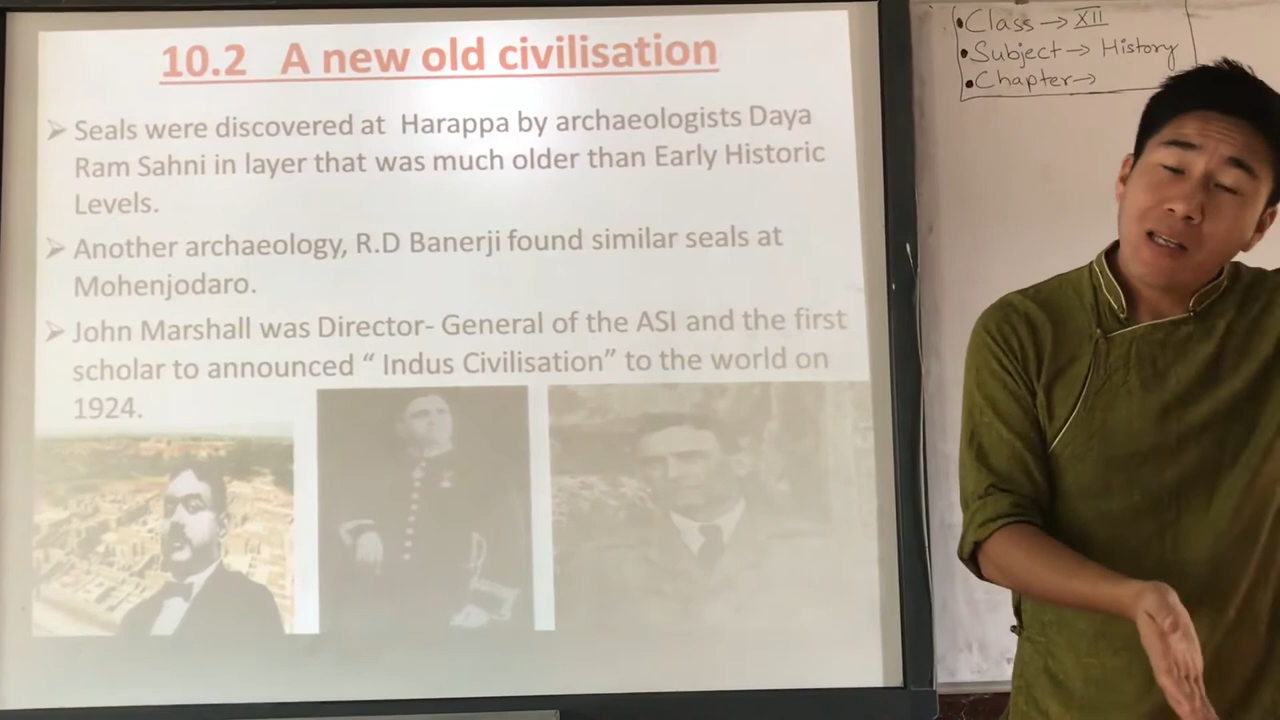 10.2 A new old civilisation
➢ Seals were discovered at Harappa by archaeologists Daya
Ram Sahni in layer that was much older than Early Historic
Levels.
➢ Another archaeology, R.D Banerji found similar seals at
Mohenjodaro.
➢ John Marshall was Director- General of the ASI and the first
scholar to announced “ Indus Civilisation” to the world on
1924.
•Class → XII
•Subject → History
•Chapter→